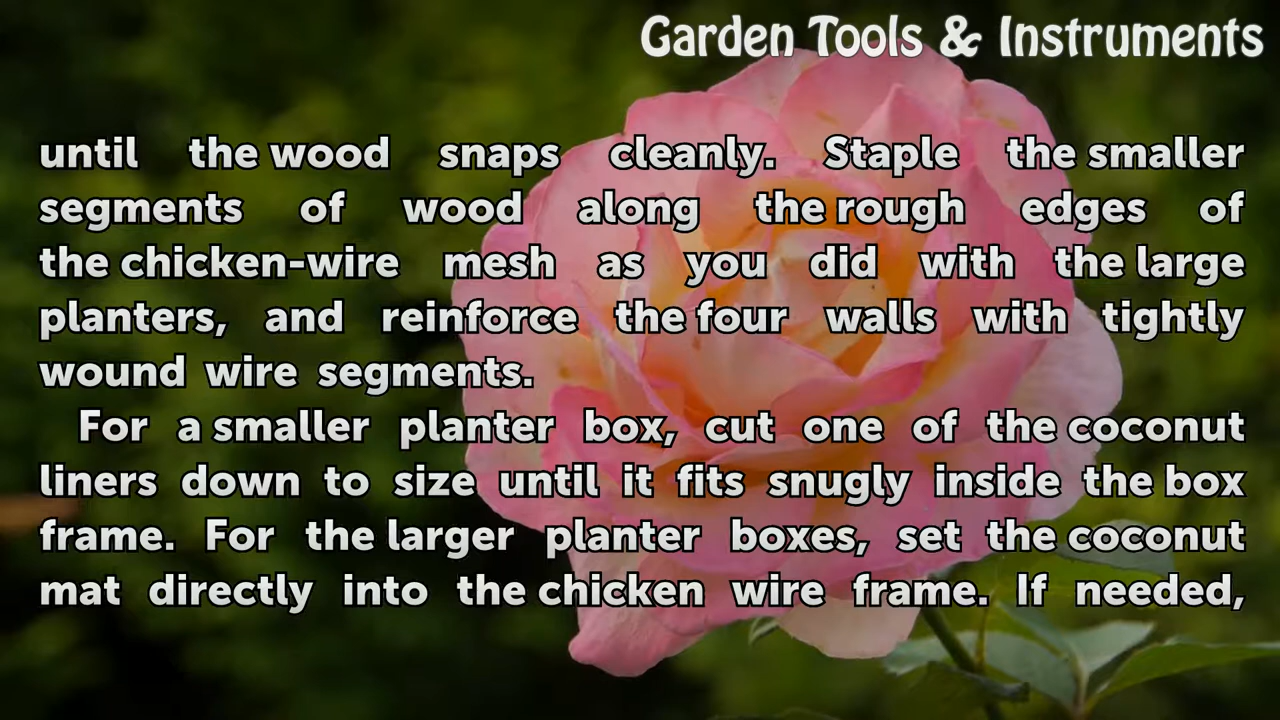 Garden Tools & Instruments
until the wood snaps cleanly. Staple the smaller
segments of wood along the rough edges of
the chicken-wire mesh as you did with the large
planters, and reinforce the four walls with tightly
wound wire segments.
For a smaller planter box, cut one of the coconut
liners down to size until it fits snugly inside the box
frame. For the larger planter boxes, set the coconut
mat directly into the chicken wire frame. If needed,